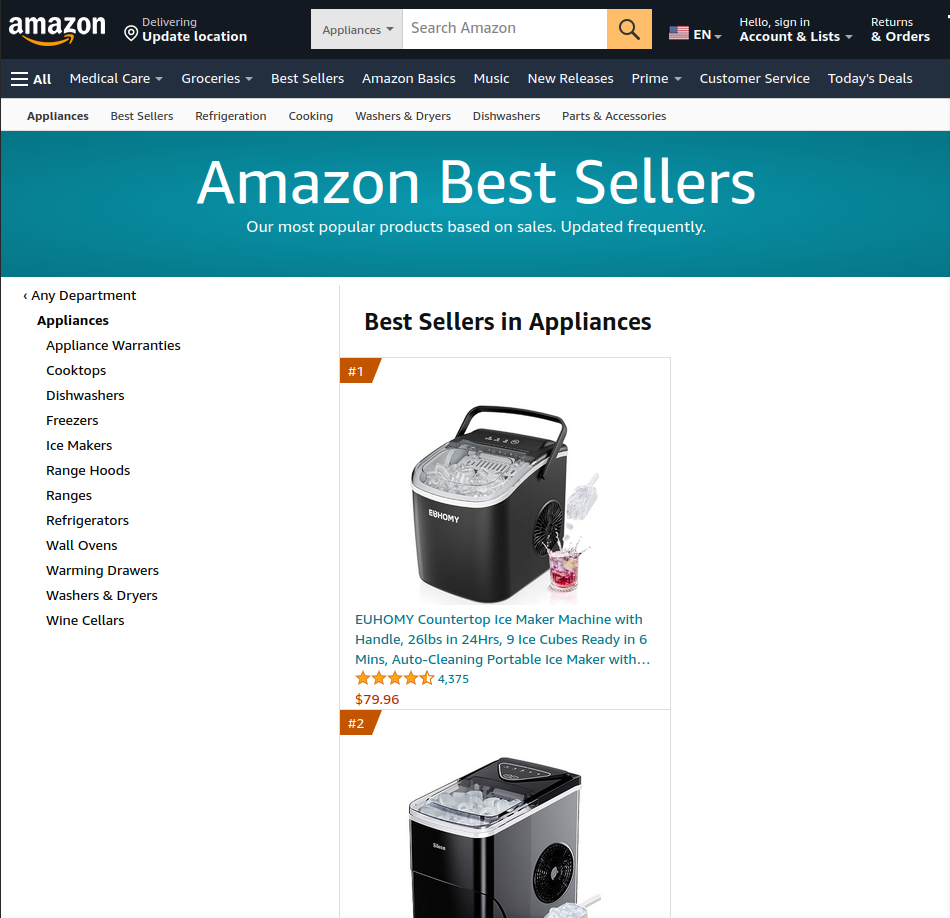 amazon
Delivering
Update location
Appliances
Search Amazon
EN
Hello, sign in
Account & Lists
Returns
& Orders
All
Medical Care
Groceries
Best Sellers
Amazon Basics
Music
New Releases
Prime
Customer Service
Today's Deals
Appliances
Best Sellers
Refrigeration
Cooking
Washers & Dryers
Dishwashers
Parts & Accessories
Amazon Best Sellers
Our most popular products based on sales. Updated frequently.
‹ Any Department
Appliances
Appliance Warranties
Cooktops
Dishwashers
Freezers
Ice Makers
Range Hoods
Ranges
Refrigerators
Wall Ovens
Warming Drawers
Washers & Dryers
Wine Cellars
Best Sellers in Appliances
#1
EUHOMY
EUHOMY Countertop Ice Maker Machine with
Handle, 26lbs in 24Hrs, 9 Ice Cubes Ready in 6
Mins, Auto-Cleaning Portable Ice Maker with…
4,375
$79.96
#2